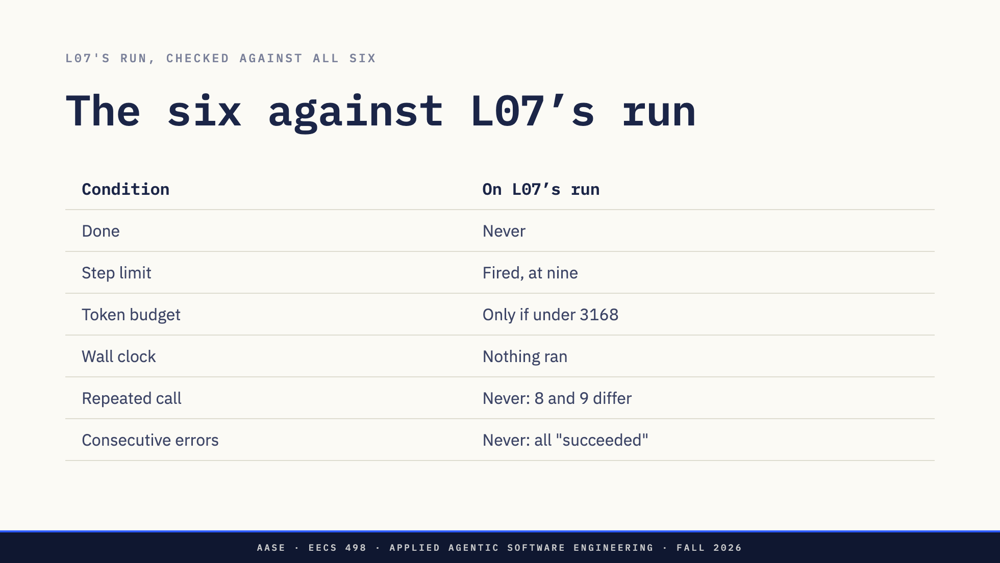 L07'S RUN, CHECKED AGAINST ALL SIX
The six against L07’s run
Condition On L07’s run
Done Never
Step limit Fired, at nine
Token budget Only if under 3168
Wall clock Nothing ran
Repeated call Never: 8 and 9 differ
Consecutive errors Never: all "succeeded"
AASE · EECS 498 · APPLIED AGENTIC SOFTWARE ENGINEERING · FALL 2026